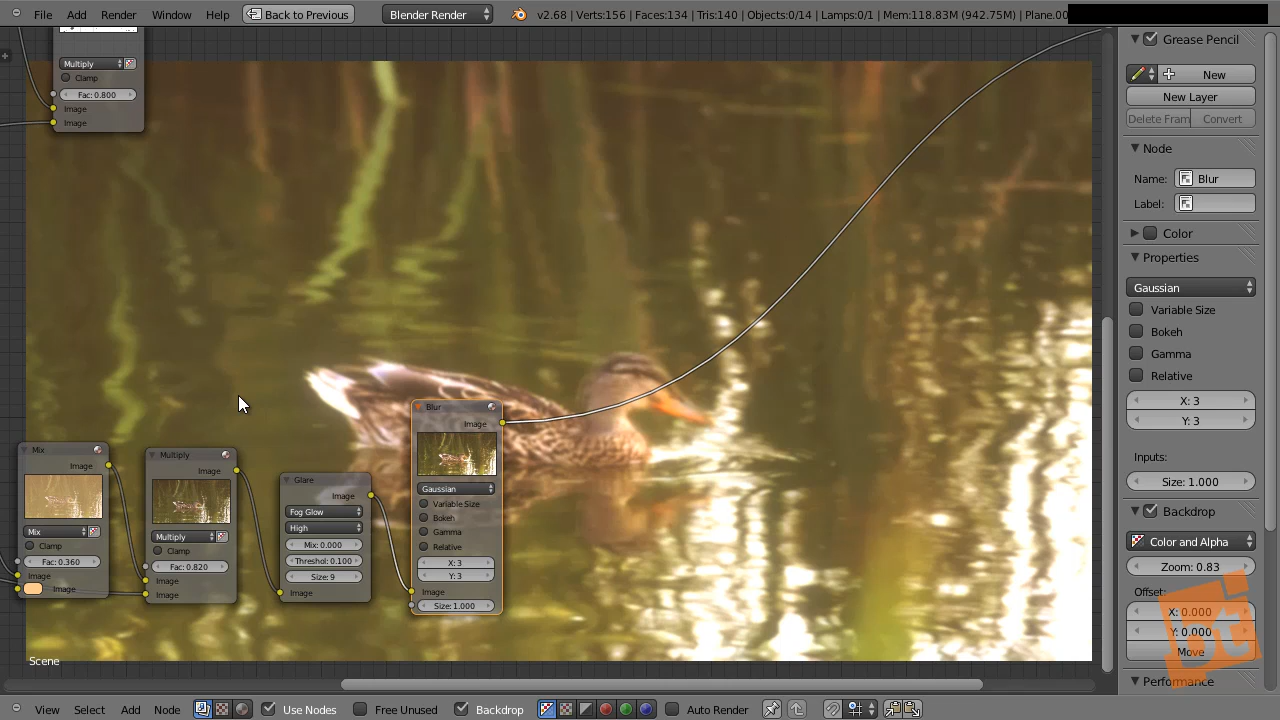 File Add Render Window Help Back to Previous Blender Render v2.68 | Verts:156 | Faces:134 | Tris:140 | Objects:0/14 | Lamps:0/1 | Mem:118.83M (942.75M) | Plane.00
Multiply
Clamp
Fac: 0.800
Image
Image
Mix
Image
Mix
Clamp
Fac: 0.360
Image
Image
Multiply
Image
Multiply
Clamp
Fac: 0.820
Image
Image
Glare
Image
Fog Glow
High
Mix: 0.000
Threshol: 0.100
Size: 9
Image
Blur
Image
Gaussian
Variable Size
Bokeh
Gamma
Relative
X: 3
Y: 3
Image
Size: 1.000
Scene
Grease Pencil
New
New Layer
Delete Fram Convert
Node
Name: Blur
Label:
Color
Properties
Gaussian
Variable Size
Bokeh
Gamma
Relative
X: 3
Y: 3
Inputs:
Size: 1.000
Backdrop
Color and Alpha
Zoom: 0.83
Offset:
X: 0.000
Y: 0.000
Move
bt
Performance
View Select Add Node Use Nodes Free Unused Backdrop Auto Render